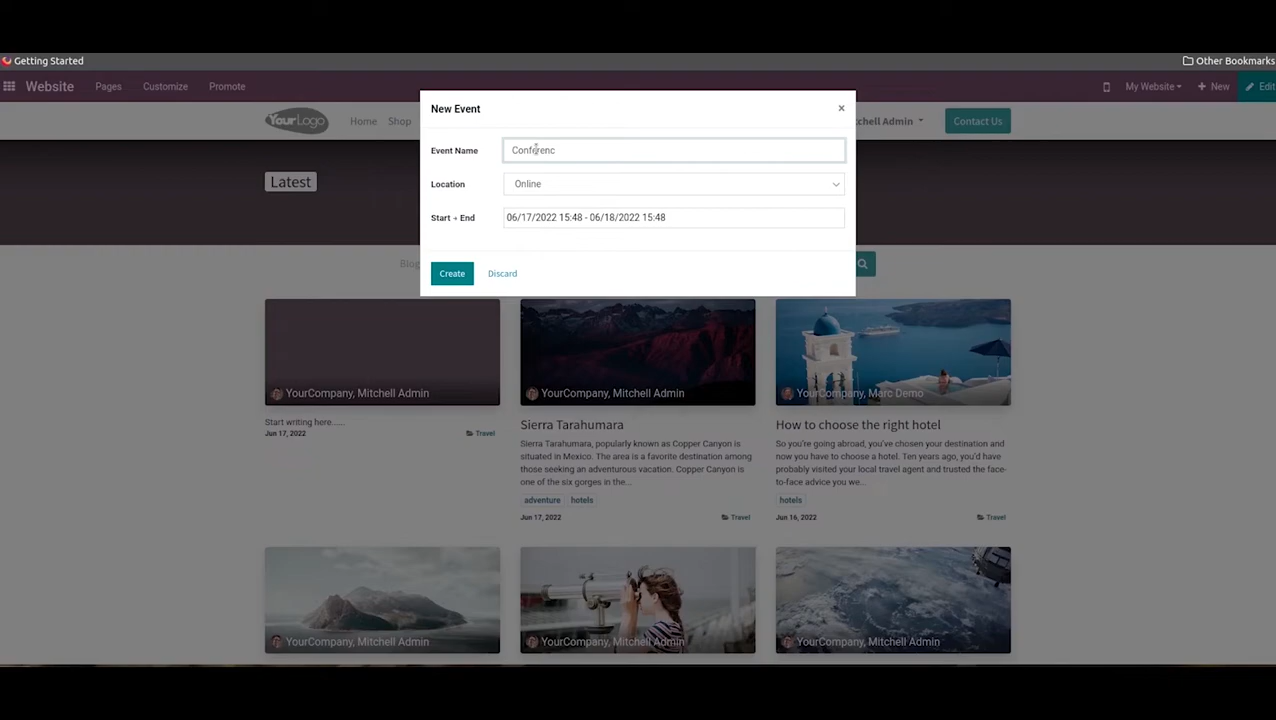 Getting Started
Other Bookmarks
Website Pages Customize Promote My Website + New Edit
YourLogo Home Shop tchell Admin Contact Us
New Event ×
Event Name Conferenc
Location Online
Start → End 06/17/2022 15:48 - 06/18/2022 15:48
Create Discard
Latest
Blog
YourCompany, Mitchell Admin
Start writing here......
Jun 17, 2022 Travel
YourCompany, Mitchell Admin
Sierra Tarahumara
Sierra Tarahumara, popularly known as Copper Canyon is
situated in Mexico. The area is a favorite destination among
those seeking an adventurous vacation. Copper Canyon is
one of the six gorges in the...
adventure hotels
Jun 17, 2022 Travel
YourCompany, Marc Demo
How to choose the right hotel
So you're going abroad, you've chosen your destination and
now you have to choose a hotel. Ten years ago, you'd have
probably visited your local travel agent and trusted the face-
to-face advice you we...
hotels
Jun 16, 2022 Travel
YourCompany, Mitchell Admin
YourCompany, Mitchell Admin
YourCompany, Mitchell Admin